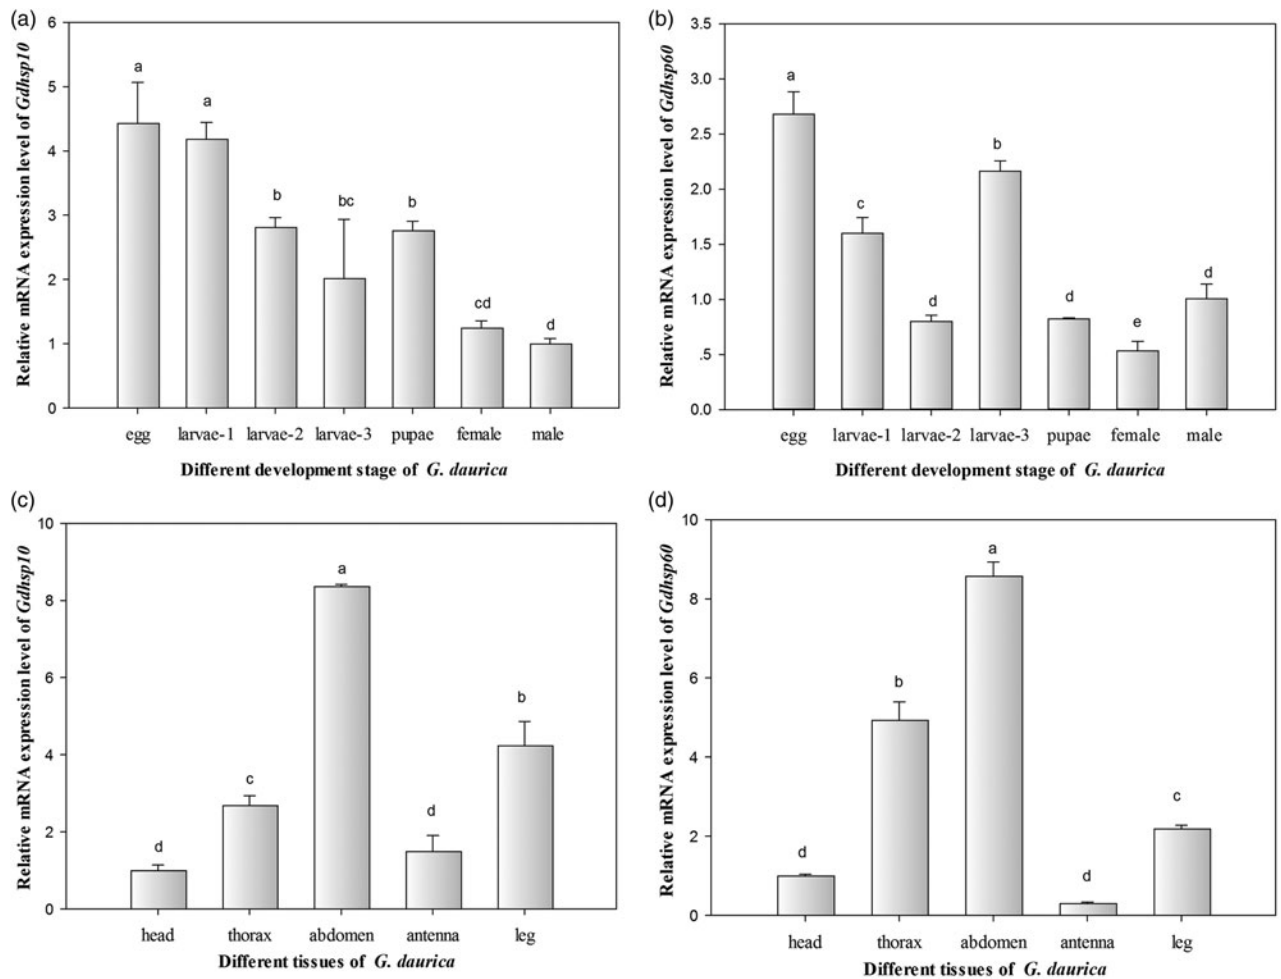 (a)
Relative mRNA expression level of Gdhsp10
6
5
4
3
2
1
0
a
a
b
bc
b
cd
d
egg larvae-1 larvae-2 larvae-3 pupae female male
Different development stage of G. daurica
(b)
Relative mRNA expression level of Gdhsp60
3.5
3.0
2.5
2.0
1.5
1.0
.5
0.0
a
c
d
b
d
e
d
egg larvae-1 larvae-2 larvae-3 pupae female male
Different development stage of G. daurica
(c)
Relative mRNA expression level of Gdhsp10
10
8
6
4
2
0
d
c
a
d
b
head thorax abdomen antenna leg
Different tissues of G. daurica
(d)
Relative mRNA expression level of Gdhsp60
10
8
6
4
2
0
d
b
a
d
c
head thorax abdomen antenna leg
Different tissues of G. daurica